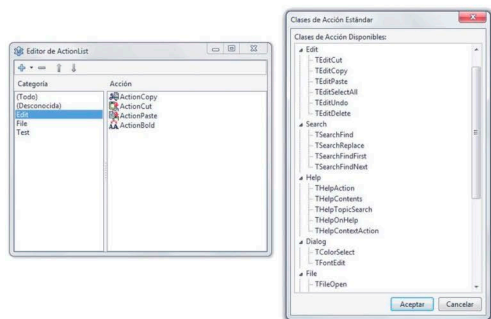 Editor de ActionList
Categoría
Acción
(Todo)
(Desconocida)
Edit
File
Test
ActionCopy
ActionCut
ActionPaste
ActionBold
Clases de Acción Estándar
Clases de Acción Disponibles:
Edit
TEditCut
TEditCopy
TEditPaste
TEditSelectAll
TEditUndo
TEditDelete
Search
TSearchFind
TSearchReplace
TSearchFindFirst
TSearchFindNext
Help
THelpAction
THelpContents
THelpTopicSearch
THelpOnHelp
THelpContextAction
Dialog
TColorSelect
TFontEdit
File
TFileOpen
Aceptar
Cancelar